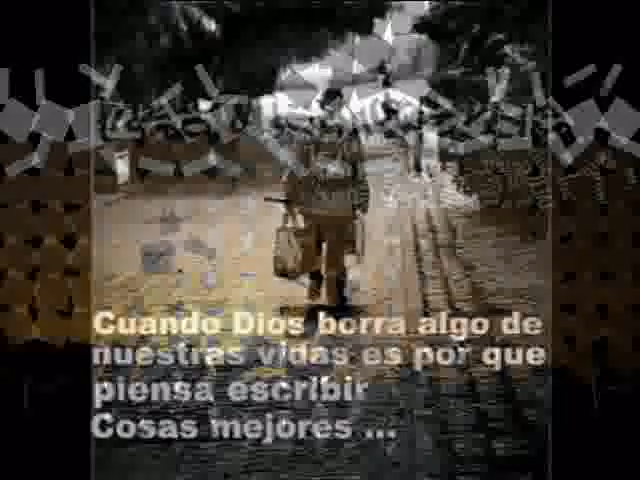 Cuando Dios borra algo de
nuestras vidas es por que
piensa escribir
Cosas mejores ...